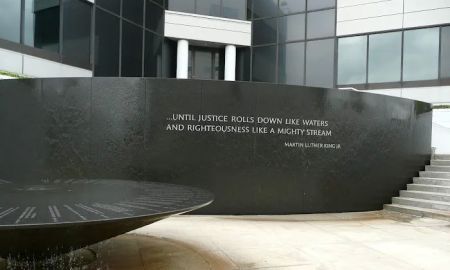 ...UNTIL JUSTICE ROLLS DOWN LIKE WATERS
AND RIGHTEOUSNESS LIKE A MIGHTY STREAM
MARTIN LUTHER KING JR